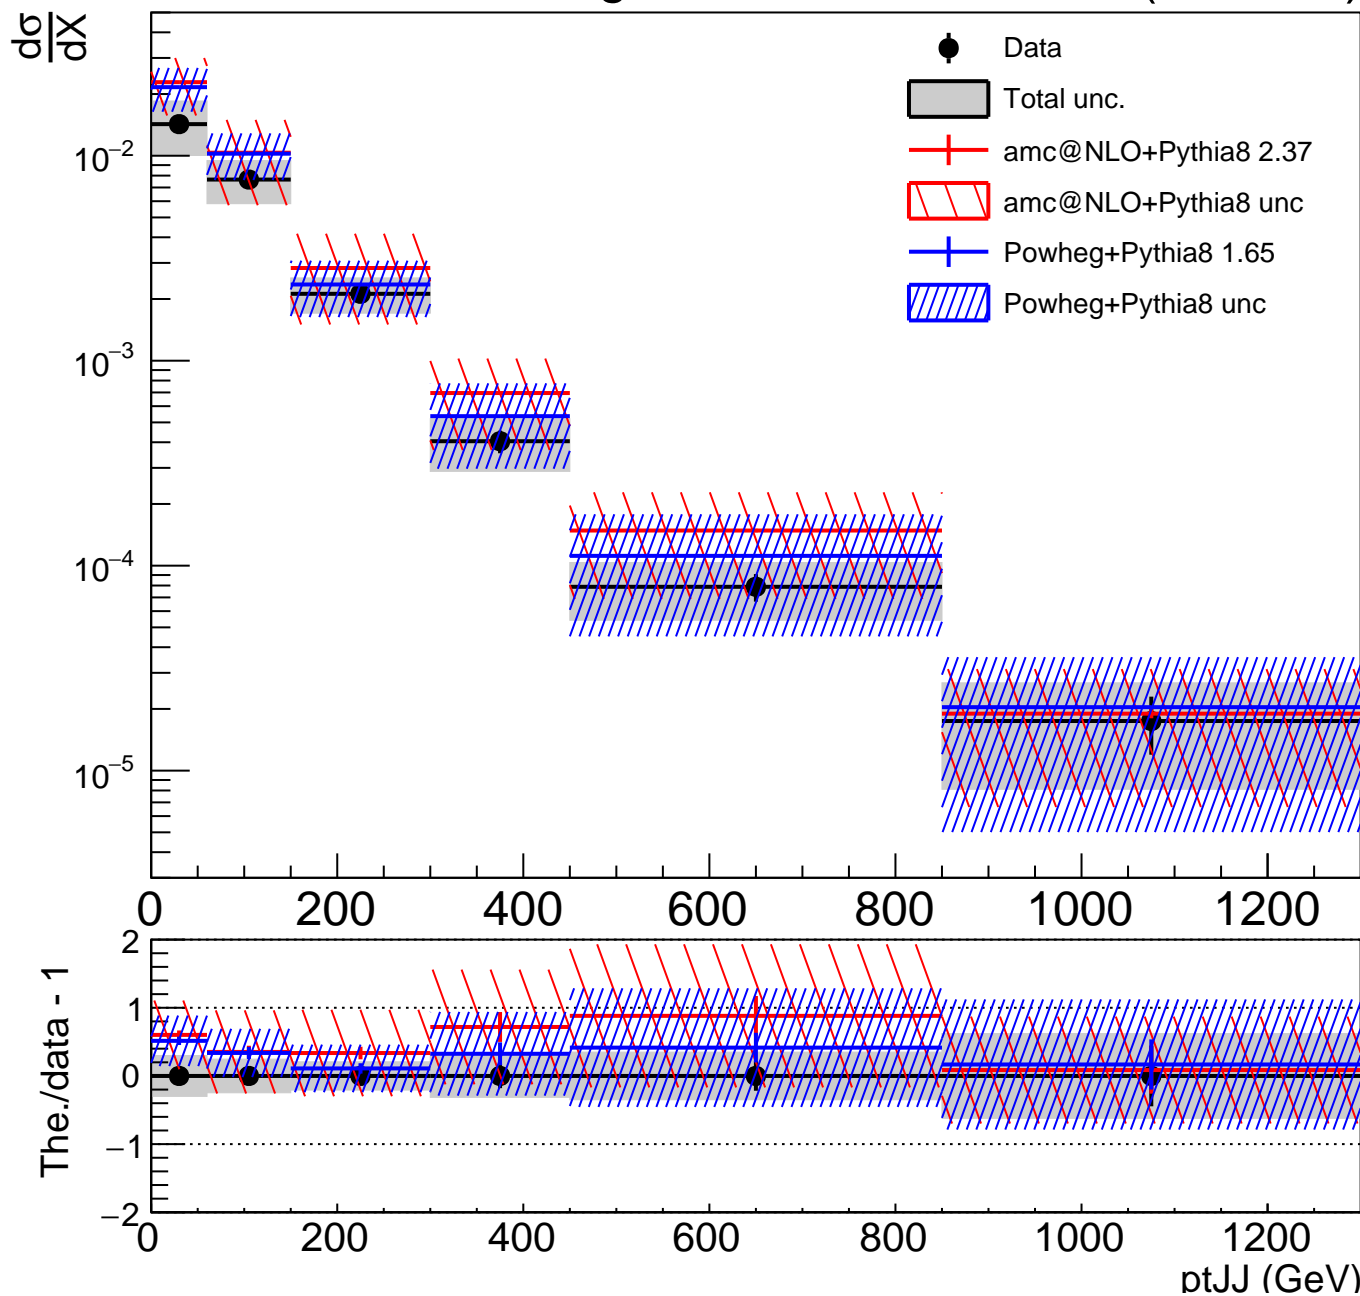 dσ
dX
Data
Total unc.
amc@NLO+Pythia8 2.37
amc@NLO+Pythia8 unc
Powheg+Pythia8 1.65
Powheg+Pythia8 unc
10−2
10−3
10−4
10−5
0 200 400 600 800 1000 1200
The./data - 1
2
1
0
−1
−2
0 200 400 600 800 1000 1200
ptJJ (GeV)